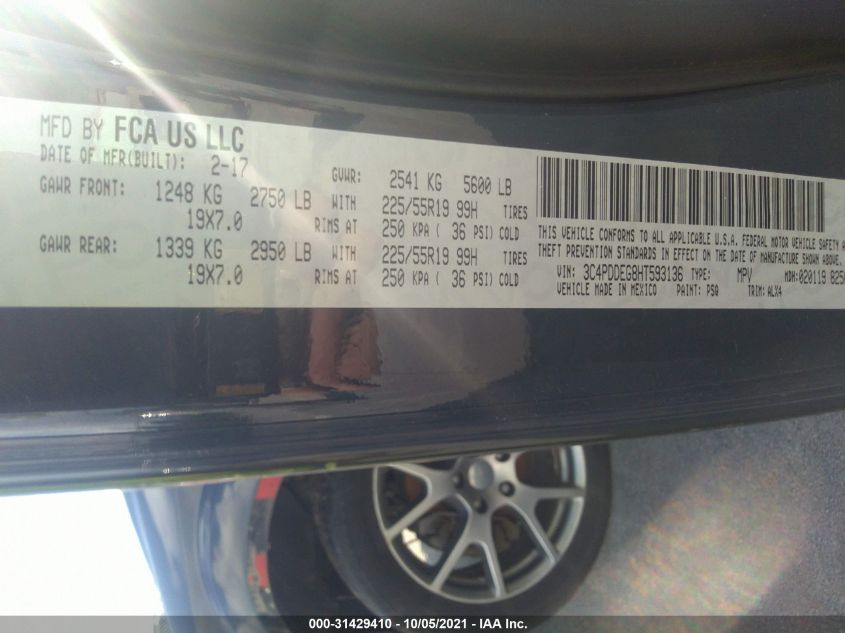 MFD BY FCA US LLC
DATE OF MFR(BUILT): 2-17
GVWR: 2541 KG 5600 LB
GAWR FRONT: 1248 KG 2750 LB WITH 225/55R19 99H TIRES
19X7.0 RIMS AT 250 KPA ( 36 PSI) COLD
GAWR REAR: 1339 KG 2950 LB WITH 225/55R19 99H TIRES
19X7.0 RIMS AT 250 KPA ( 36 PSI) COLD
THIS VEHICLE CONFORMS TO ALL APPLICABLE U.S.A. FEDERAL MOTOR VEHICLE SAFETY
THEFT PREVENTION STANDARDS IN EFFECT ON THE DATE OF MANUFACTURE SHOWN ABOVE.
VIN: 3C4PDDEG8HT593136 TYPE: MPV MDH:020119
VEHICLE MADE IN MEXICO PAINT: PSQ TRIM: ALX4
000-31429410 - 10/05/2021 - IAA Inc.